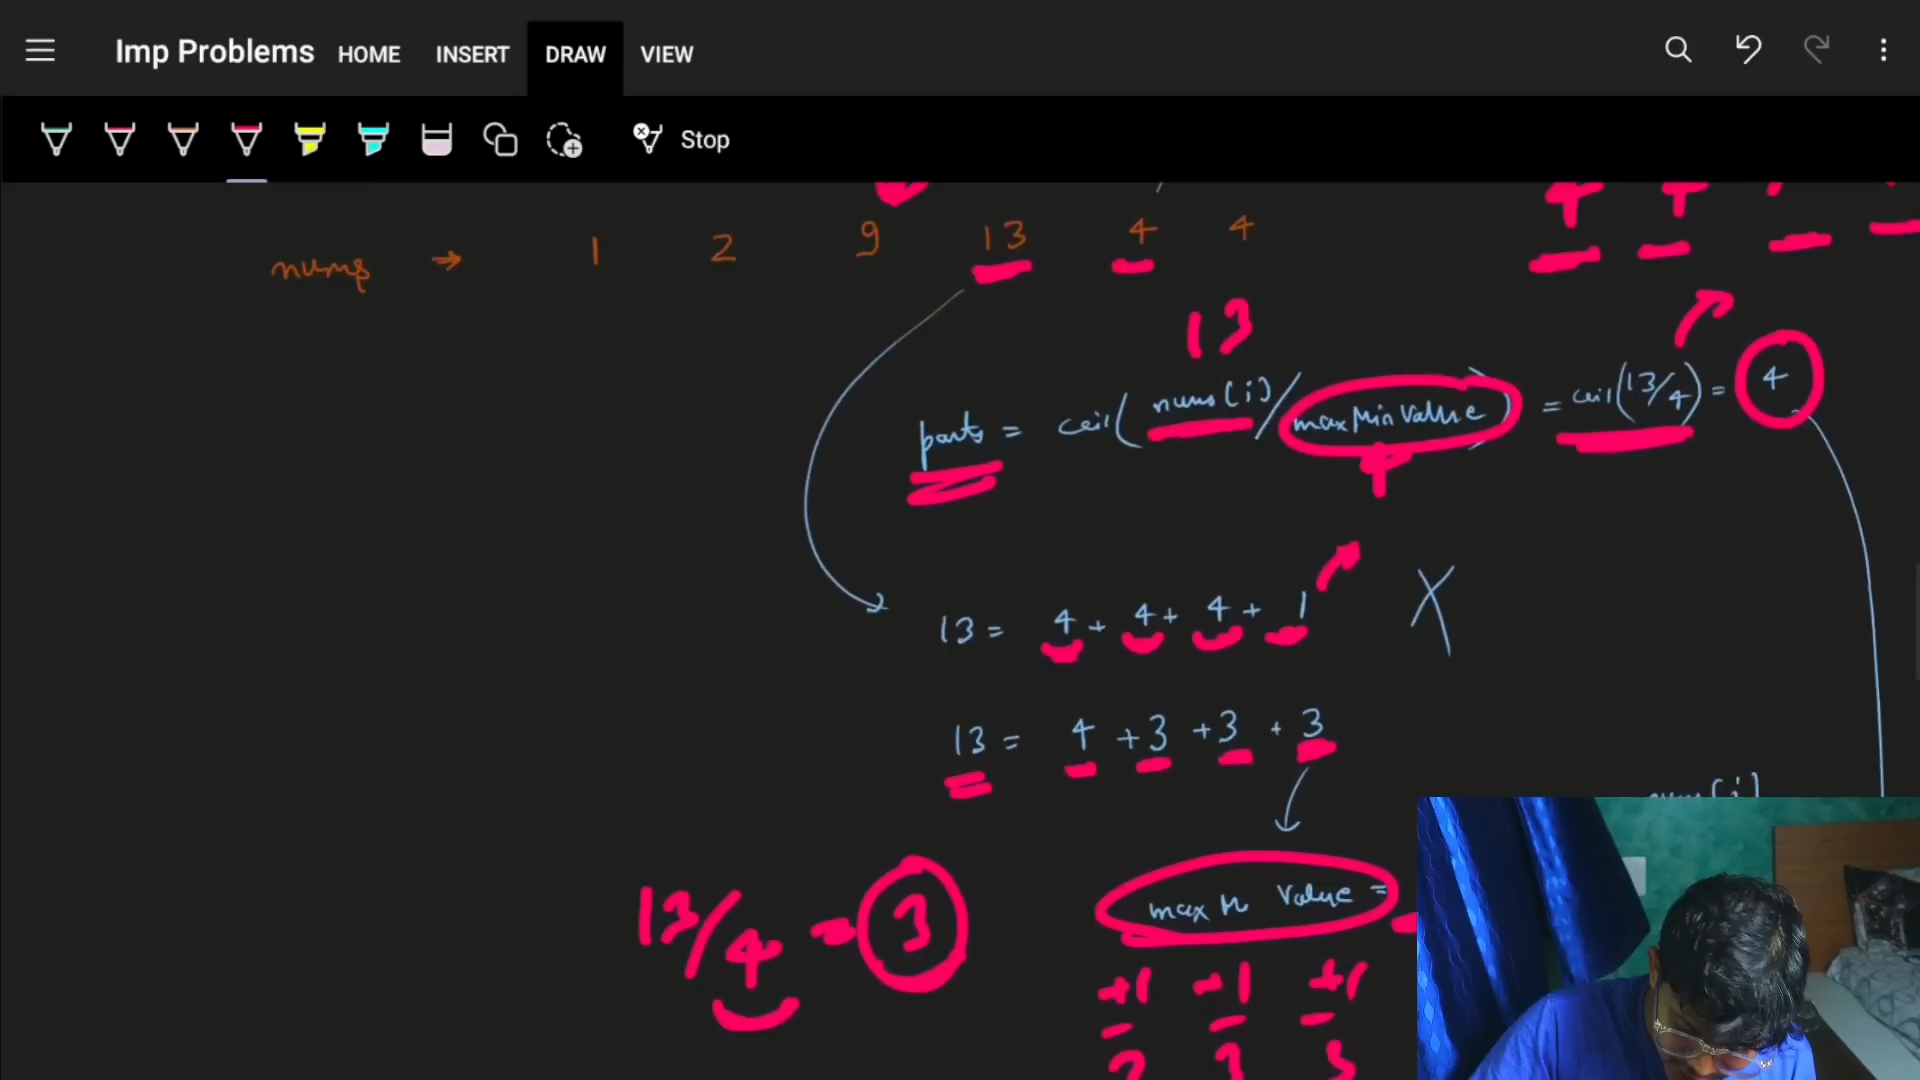 Imp Problems HOME INSERT DRAW VIEW
Stop
nums → 1 2 9 13 4 4
13
parts = ceil( nums[i] / maxMinValue ) = ceil(13/4) = 4
13 = 4 + 4 + 4 + 1 X
13 = 4 + 3 + 3 + 3
nums[i]
13/4 = 3
max M Value =
+1 +1 +1